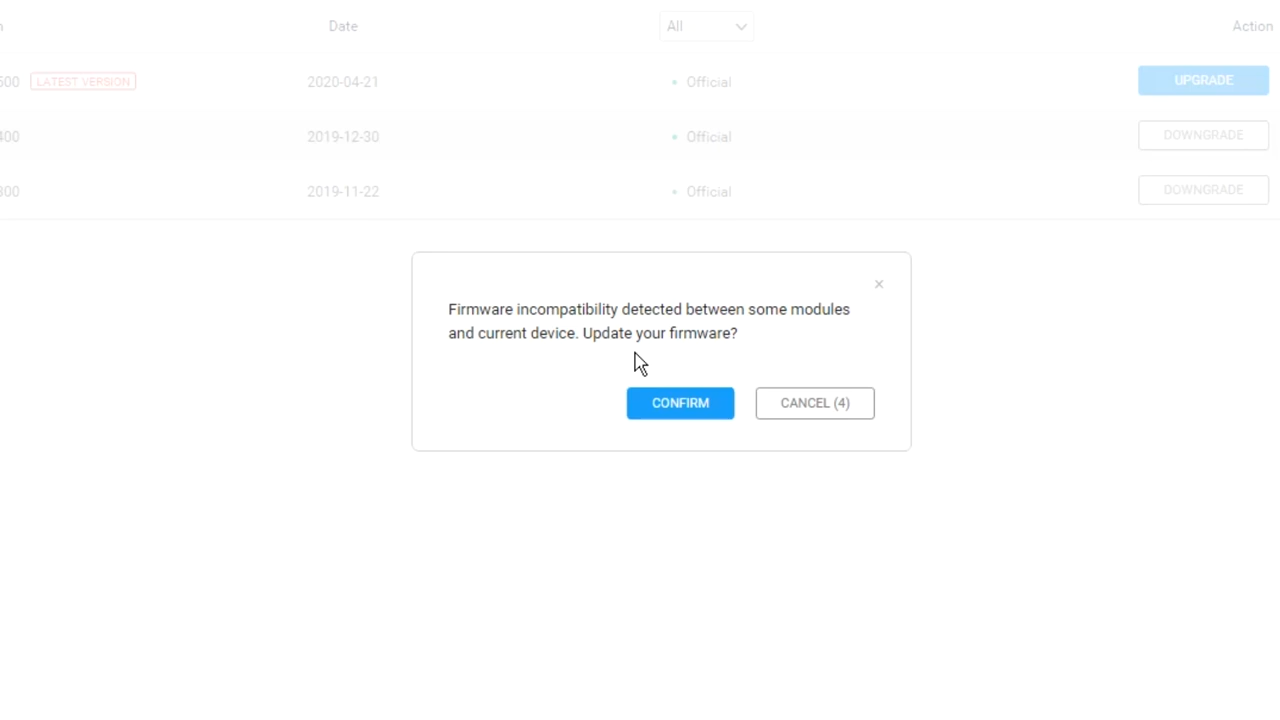 Date All Action
500 LATEST VERSION 2020-04-21 Official UPGRADE
400 2019-12-30 Official DOWNGRADE
300 2019-11-22 Official DOWNGRADE
Firmware incompatibility detected between some modules
and current device. Update your firmware?
CONFIRM CANCEL (4)